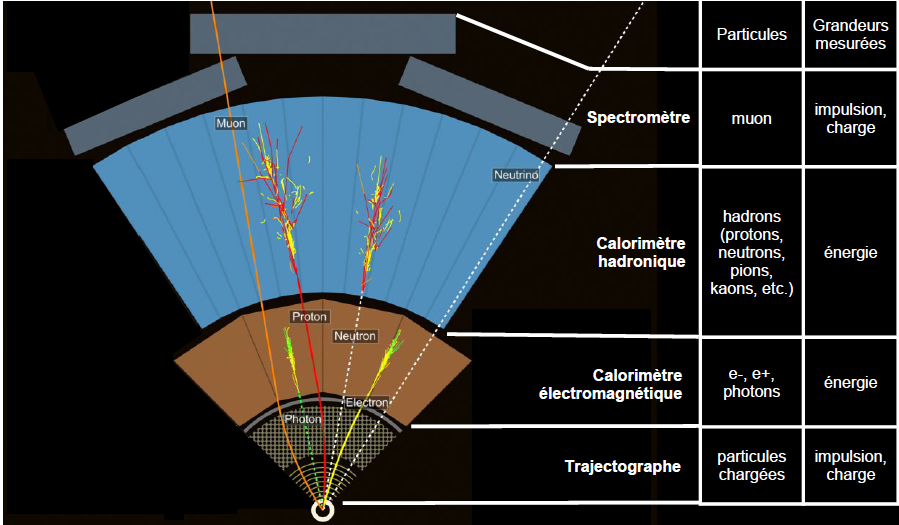 Particules
Grandeurs
mesurées
Spectromètre
muon
impulsion,
charge
Muon
Neutrino
Calorimètre
hadronique
hadrons
(protons,
neutrons,
pions,
kaons, etc.)
énergie
Proton
Neutron
Calorimètre
électromagnétique
e-, e+,
photons
énergie
Electron
Photon
Trajectographe
particules
chargées
impulsion,
charge